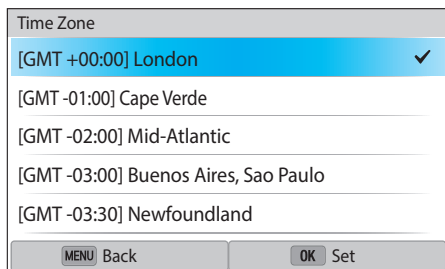 Time Zone
[GMT +00:00] London
[GMT -01:00] Cape Verde
[GMT -02:00] Mid-Atlantic
[GMT -03:00] Buenos Aires, Sao Paulo
[GMT -03:30] Newfoundland
MENU Back OK Set